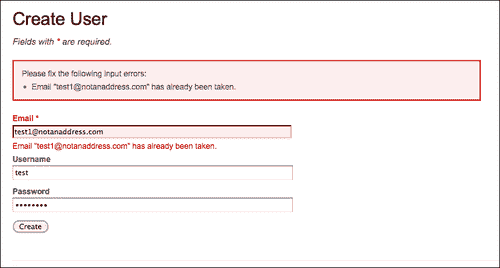 Create User
Fields with * are required.
Please fix the following input errors:
• Email "test1@notanaddress.com" has already been taken.
Email *
test1@notanaddress.com
Email "test1@notanaddress.com" has already been taken.
Username
test
Password
••••••••
Create